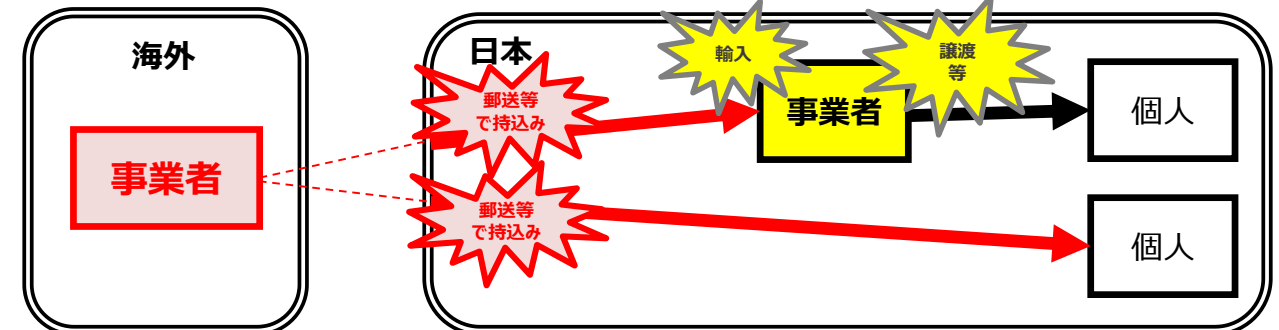 海外
事業者
日本
郵送等
で持込み
輸入
事業者
譲渡
等
個人
郵送等
で持込み
個人